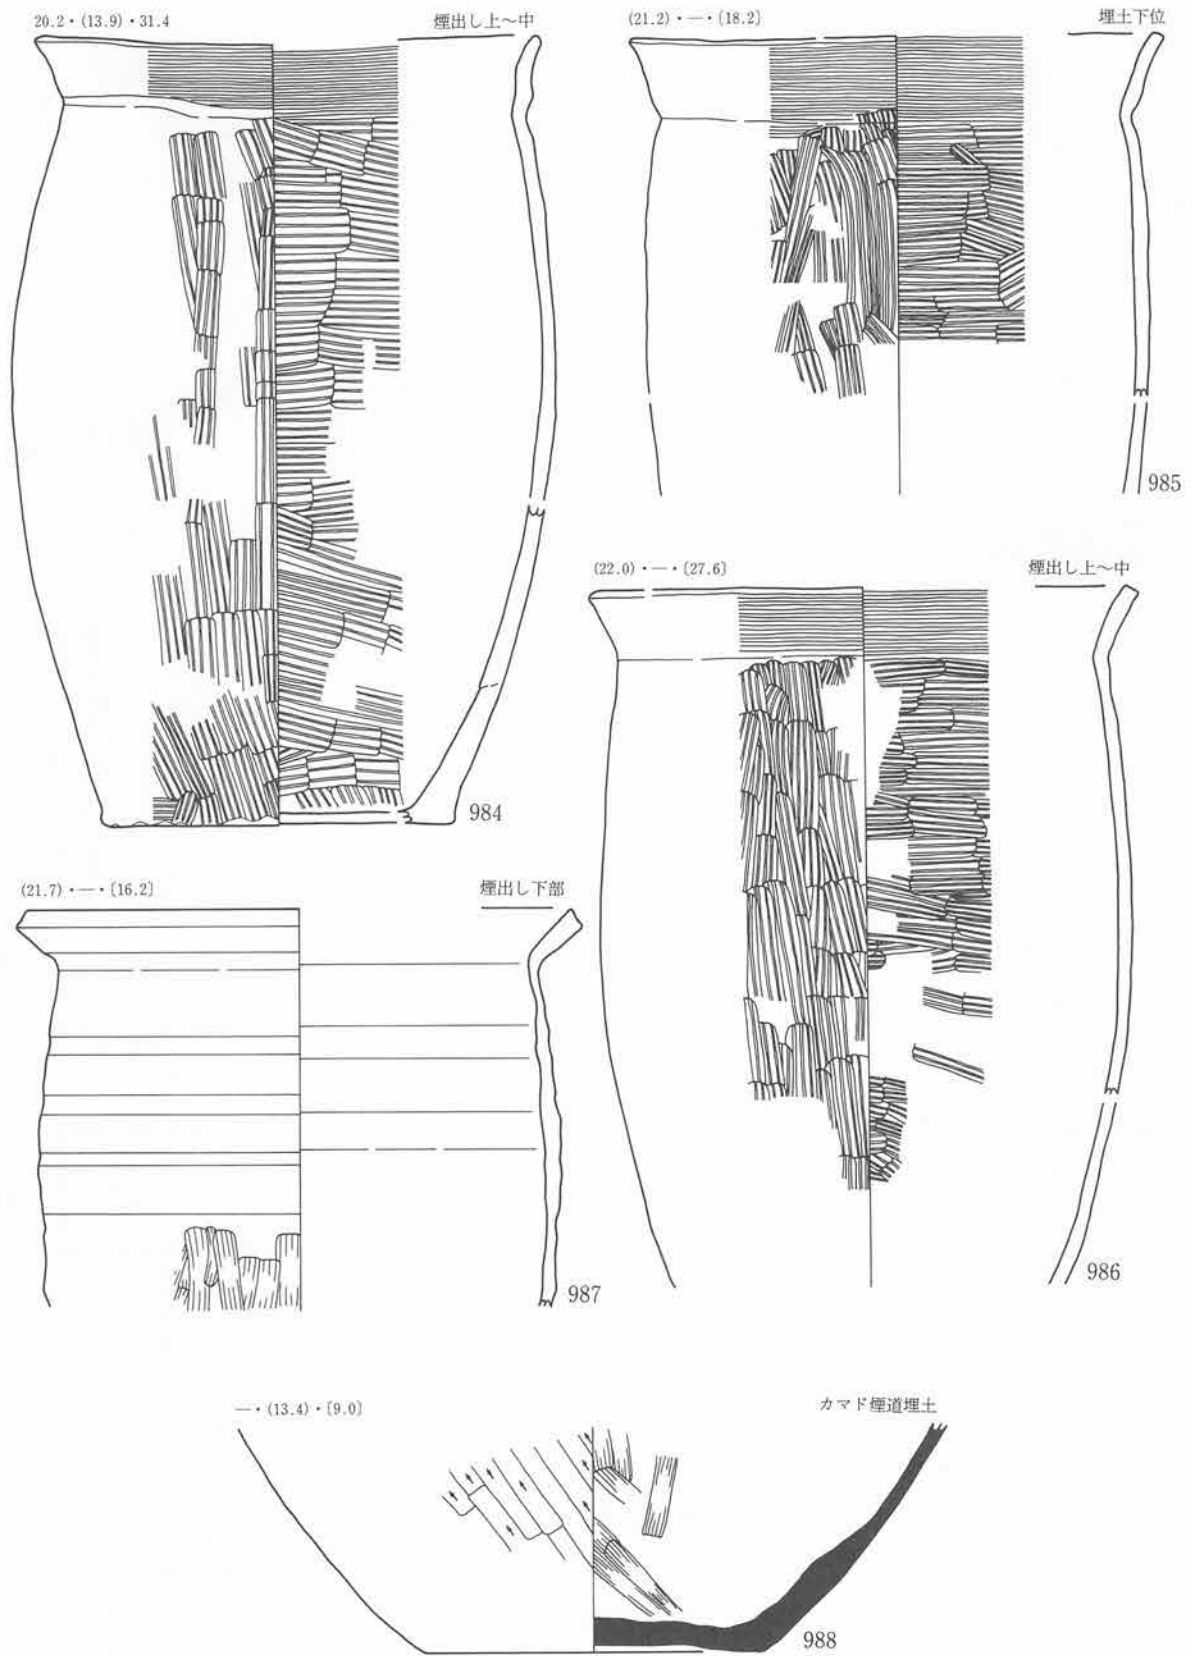 20.2・(13.9)・31.4
煙出し上～中
984
(21.2)・―・〔18.2〕
埋土下位
985
(22.0)・―・〔27.6〕
煙出し上～中
986
(21.7)・―・〔16.2〕
煙出し下部
987
―・(13.4)・〔9.0〕
カマド煙道埋土
988